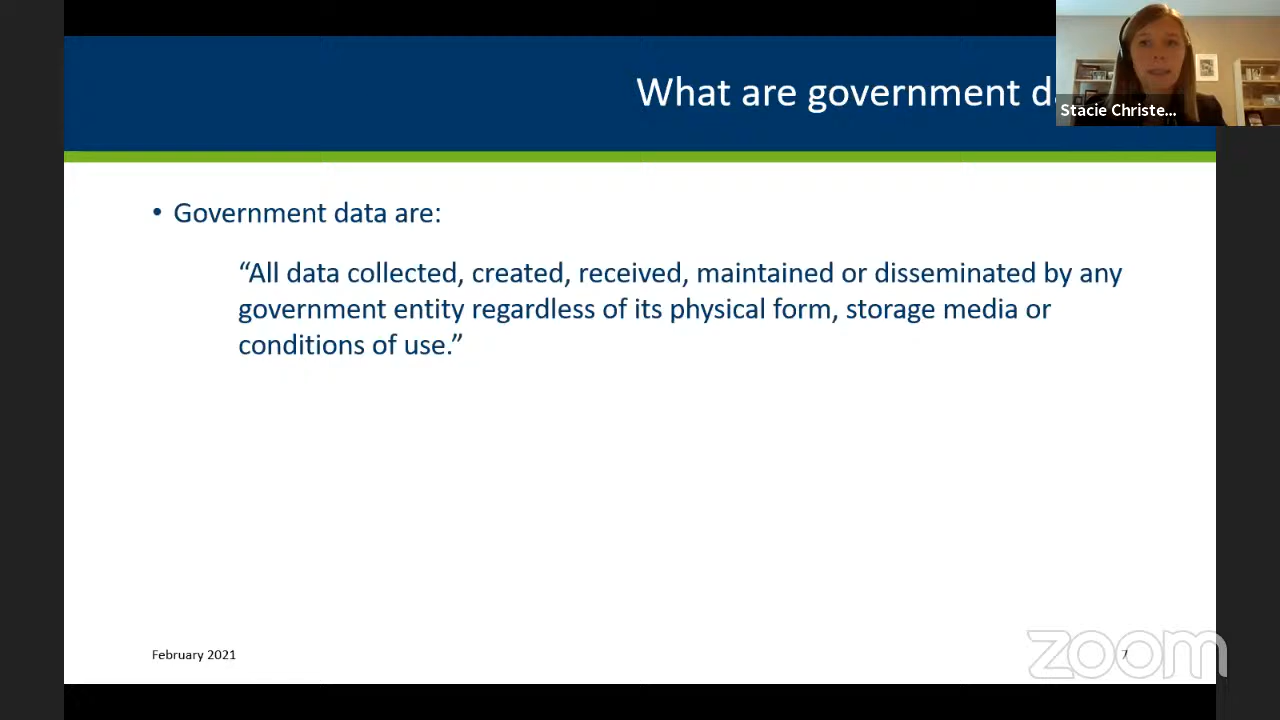 What are government d
Stacie Christe...
• Government data are:
“All data collected, created, received, maintained or disseminated by any
government entity regardless of its physical form, storage media or
conditions of use.”
February 2021
7
zoom